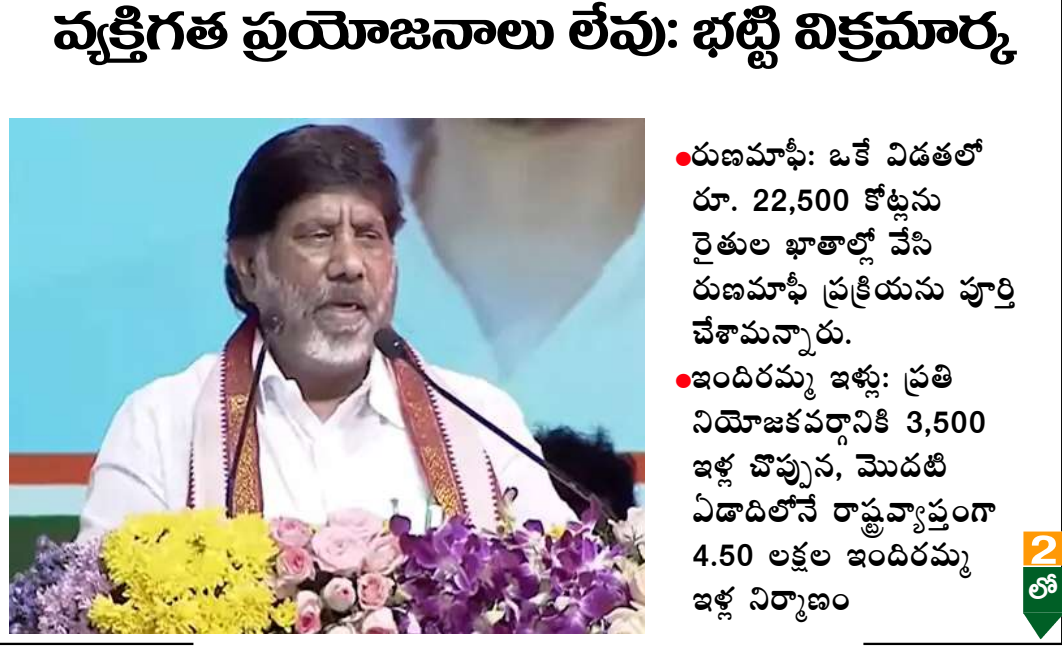 వ్యక్తిగత ప్రయోజనాలు లేవు: భట్టి విక్రమార్క
●రుణమాఫీ: ఒకే విడతలో
రూ. 22,500 కోట్లను
రైతుల ఖాతాల్లో వేసి
రుణమాఫీ ప్రక్రియను పూర్తి
చేశామన్నారు.
●ఇందిరమ్మ ఇళ్లు: ప్రతి
నియోజకవర్గానికి 3,500
ఇళ్ల చొప్పున, మొదటి
ఏడాదిలోనే రాష్ట్రవ్యాప్తంగా
4.50 లక్షల ఇందిరమ్మ
ఇళ్ల నిర్మాణం
2
లో